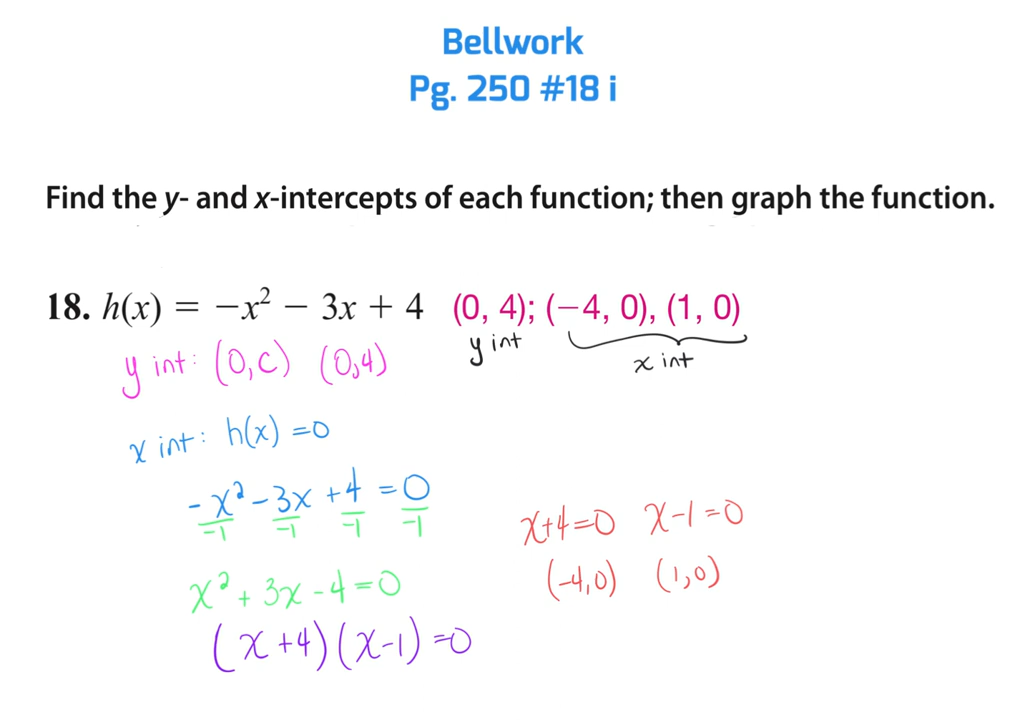 Bellwork
Pg. 250 #18 i
Find the y- and x-intercepts of each function; then graph the function.
18. h(x) = −x² − 3x + 4 (0, 4); (−4, 0), (1, 0)
y int
x int
y int: (0,C) (0,4)
x int: h(x) =0
-x² -3x +4 =0
-1 -1 -1 -1
x² + 3x - 4 = 0
(x +4)(x-1) =0
x+4=0 x-1=0
(-4,0) (1,0)